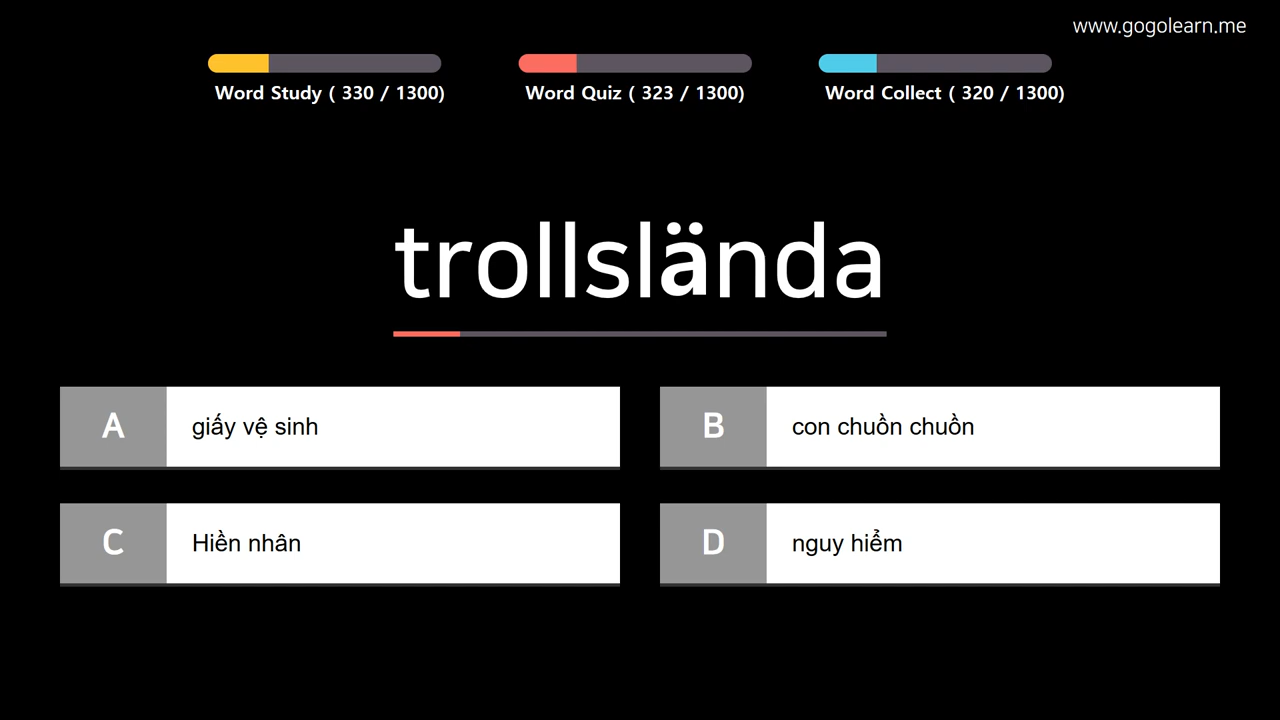 www.gogolearn.me
Word Study ( 330 / 1300)
Word Quiz ( 323 / 1300)
Word Collect ( 320 / 1300)
trollslända
A giấy vệ sinh
B con chuồn chuồn
C Hiền nhân
D nguy hiểm